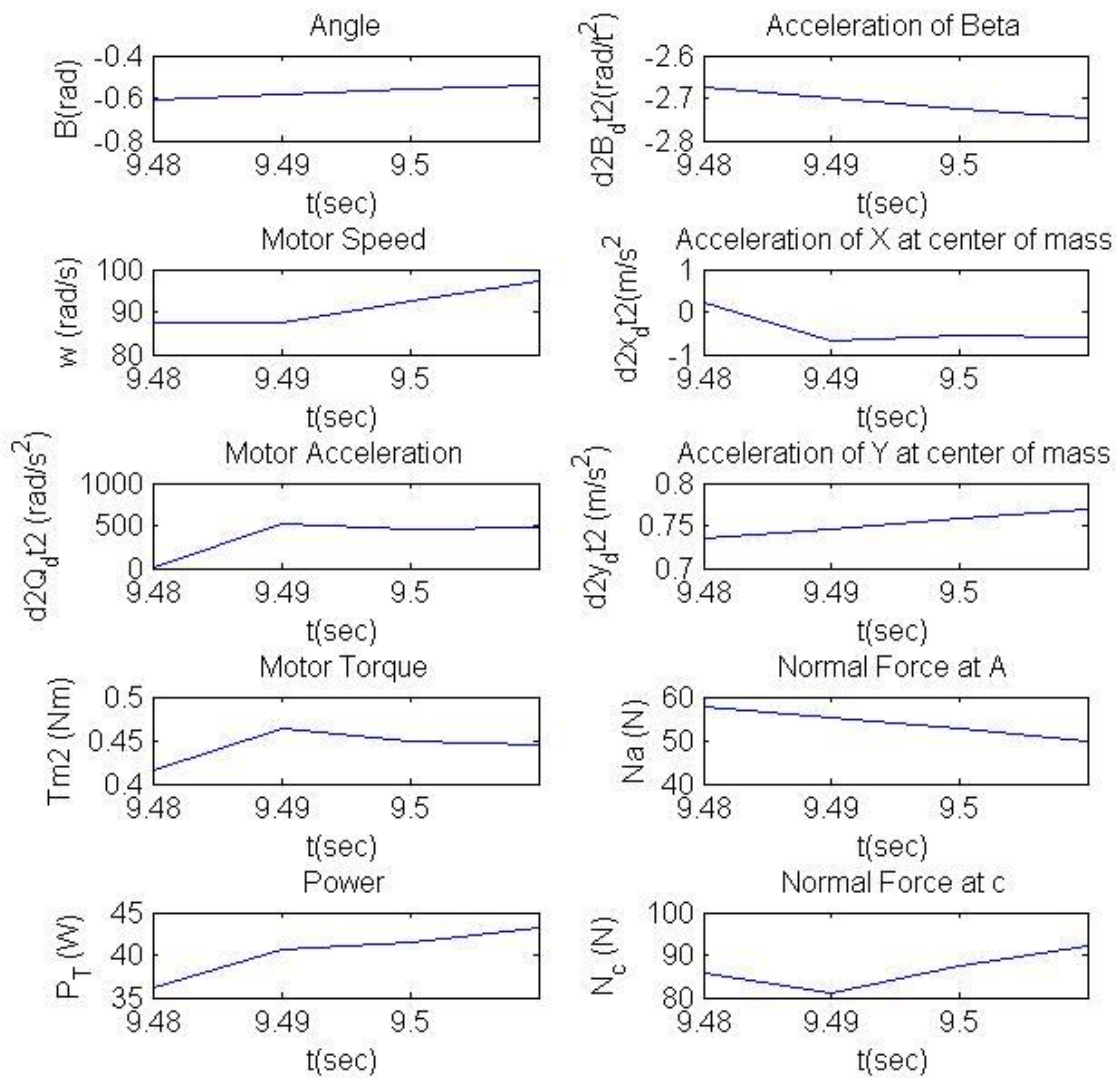 Angle
-0.4
-0.6
-0.8
B(rad)
9.48 9.49 9.5
t(sec)
Acceleration of Beta
-2.6
-2.7
-2.8
d2B_dt2(rad/t^2)
9.48 9.49 9.5
t(sec)
Motor Speed
100
90
80
w (rad/s)
9.48 9.49 9.5
t(sec)
Acceleration of X at center of mass
1
0
-1
d2x_dt2(m/s^2
9.48 9.49 9.5
t(sec)
Motor Acceleration
1000
500
0
d2Q_dt2 (rad/s^2)
9.48 9.49 9.5
t(sec)
Acceleration of Y at center of mass
0.8
0.75
0.7
d2y_dt2 (m/s^2)
9.48 9.49 9.5
t(sec)
Motor Torque
0.5
0.45
0.4
Tm2 (Nm)
9.48 9.49 9.5
t(sec)
Normal Force at A
60
50
40
Na (N)
9.48 9.49 9.5
t(sec)
Power
45
40
35
P_T (W)
9.48 9.49 9.5
t(sec)
Normal Force at c
100
90
80
N_c (N)
9.48 9.49 9.5
t(sec)